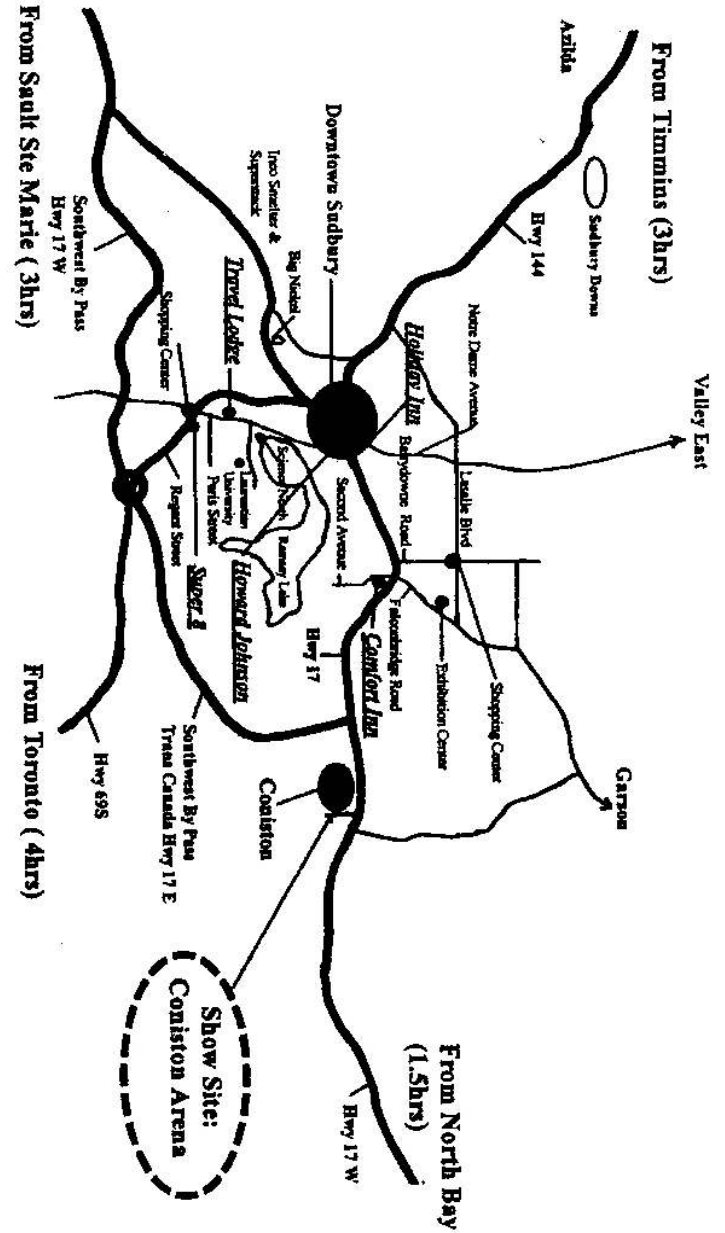 From Timmins (3hrs)
Azilda
Sudbury Downs
Hwy 144
Valley East
Notre Dame Avenue
Downtown Sudbury
Holiday Inn
Inco Smelter &
Superstack
Big Nickel
Lasalle Blvd
Barrydowne Road
Second Avenue
Travel Lodge
From Sault Ste Marie ( 3hrs)
Southwest By Pass
Hwy 17 W
Shopping Center
Science North
Ramsey Lake
Laurentian
University
Paris Street
Regent Street
Super 8
Howard Johnson
Hwy 17
Comfort Inn
Falconbridge Road
Exhibition Center
Shopping Center
Garson
From Toronto ( 4hrs)
Hwy 69S
Southwest By Pass
Trans Canada Hwy 17 E
Coniston
Show Site:
Coniston Arena
From North Bay
(1.5hrs)
Hwy 17 W